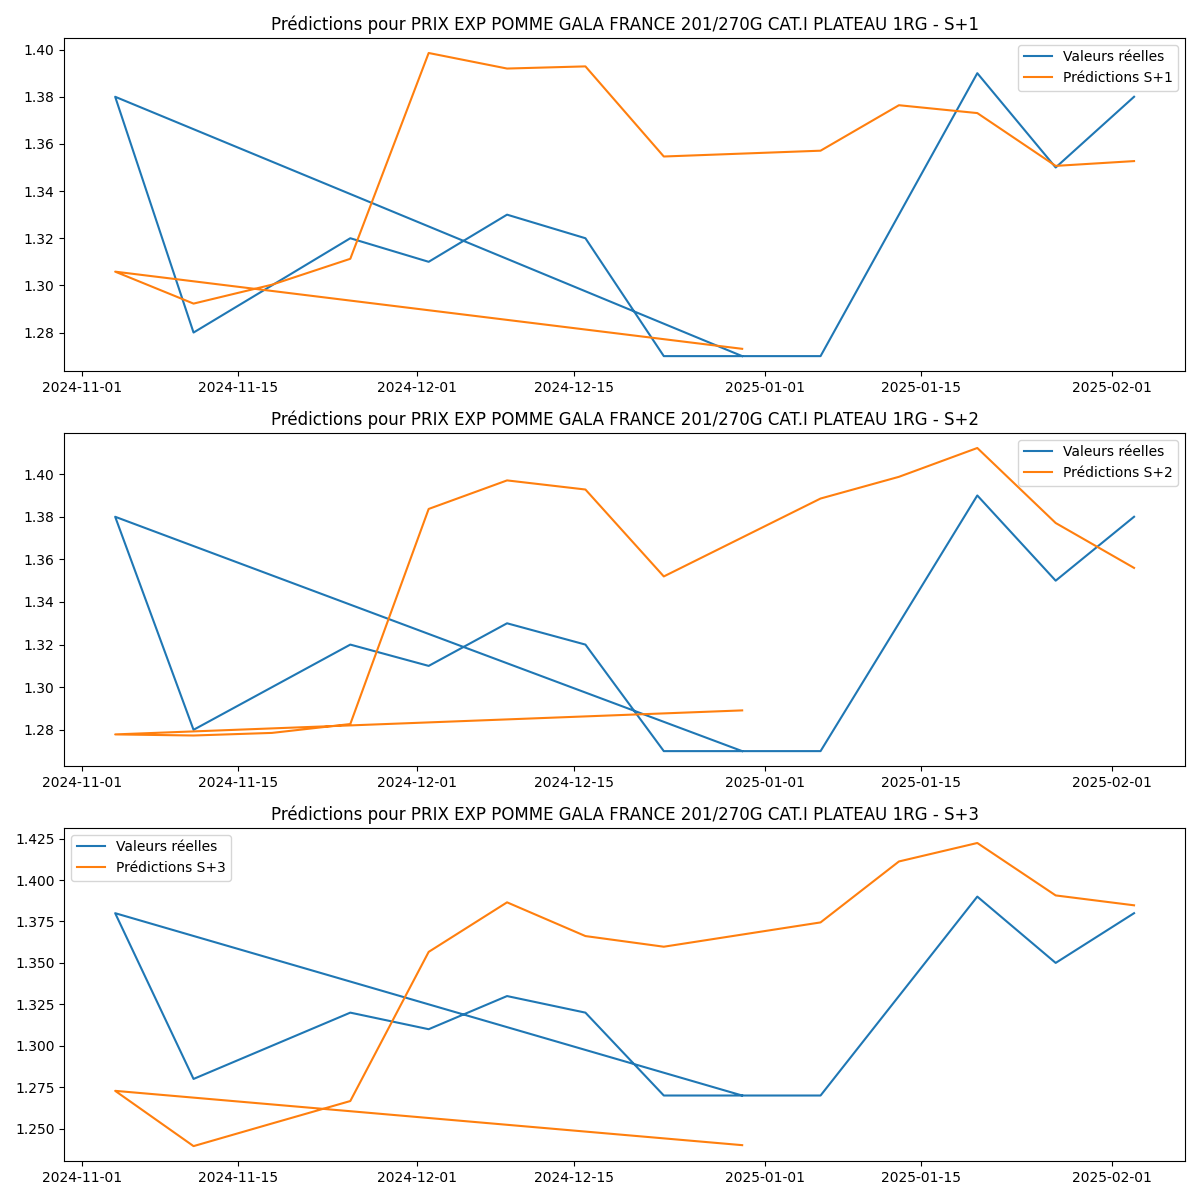 Prédictions pour PRIX EXP POMME GALA FRANCE 201/270G CAT.I PLATEAU 1RG - S+1
1.40
1.38
1.36
1.34
1.32
1.30
1.28
Valeurs réelles
Prédictions S+1
2024-11-01 2024-11-15 2024-12-01 2024-12-15 2025-01-01 2025-01-15 2025-02-01
Prédictions pour PRIX EXP POMME GALA FRANCE 201/270G CAT.I PLATEAU 1RG - S+2
1.40
1.38
1.36
1.34
1.32
1.30
1.28
Valeurs réelles
Prédictions S+2
2024-11-01 2024-11-15 2024-12-01 2024-12-15 2025-01-01 2025-01-15 2025-02-01
Prédictions pour PRIX EXP POMME GALA FRANCE 201/270G CAT.I PLATEAU 1RG - S+3
1.425
1.400
1.375
1.350
1.325
1.300
1.275
1.250
Valeurs réelles
Prédictions S+3
2024-11-01 2024-11-15 2024-12-01 2024-12-15 2025-01-01 2025-01-15 2025-02-01